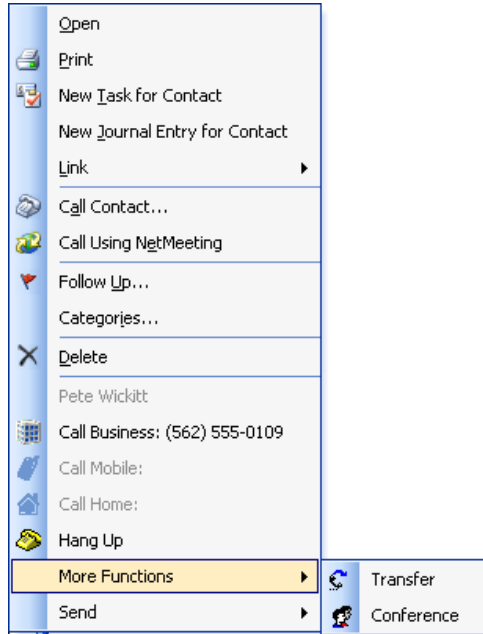 Open
Print
New Task for Contact
New Journal Entry for Contact
Link
Call Contact...
Call Using NetMeeting
Follow Up...
Categories...
Delete
Pete Wickitt
Call Business: (562) 555-0109
Call Mobile:
Call Home:
Hang Up
More Functions
Transfer
Send
Conference